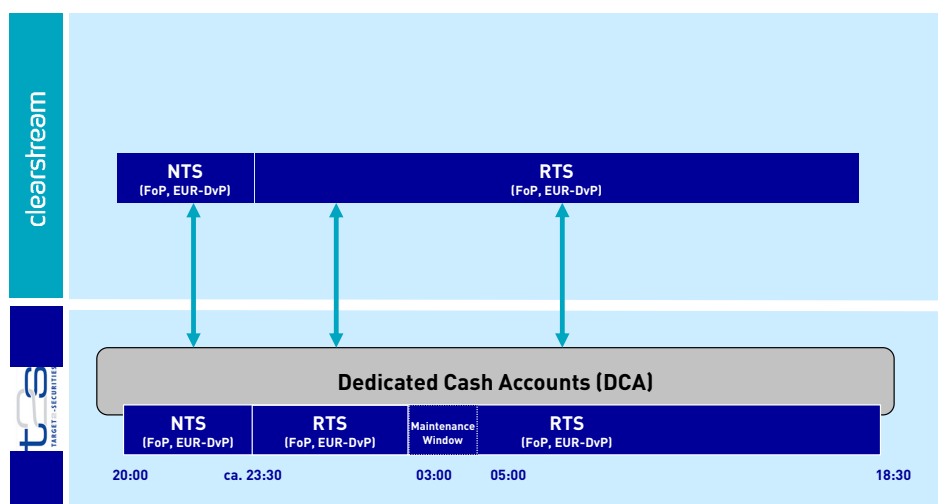 clearstream
NTS
(FoP, EUR-DvP)
RTS
(FoP, EUR-DvP)
t2s
TARGET2-SECURITIES
Dedicated Cash Accounts (DCA)
NTS
(FoP, EUR-DvP)
RTS
(FoP, EUR-DvP)
Maintenance
Window
RTS
(FoP, EUR-DvP)
20:00
ca. 23:30
03:00
05:00
18:30